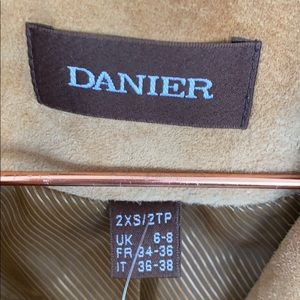 DANIER
2XS/2TP
UK 6-8
FR 34-36
IT 36-38